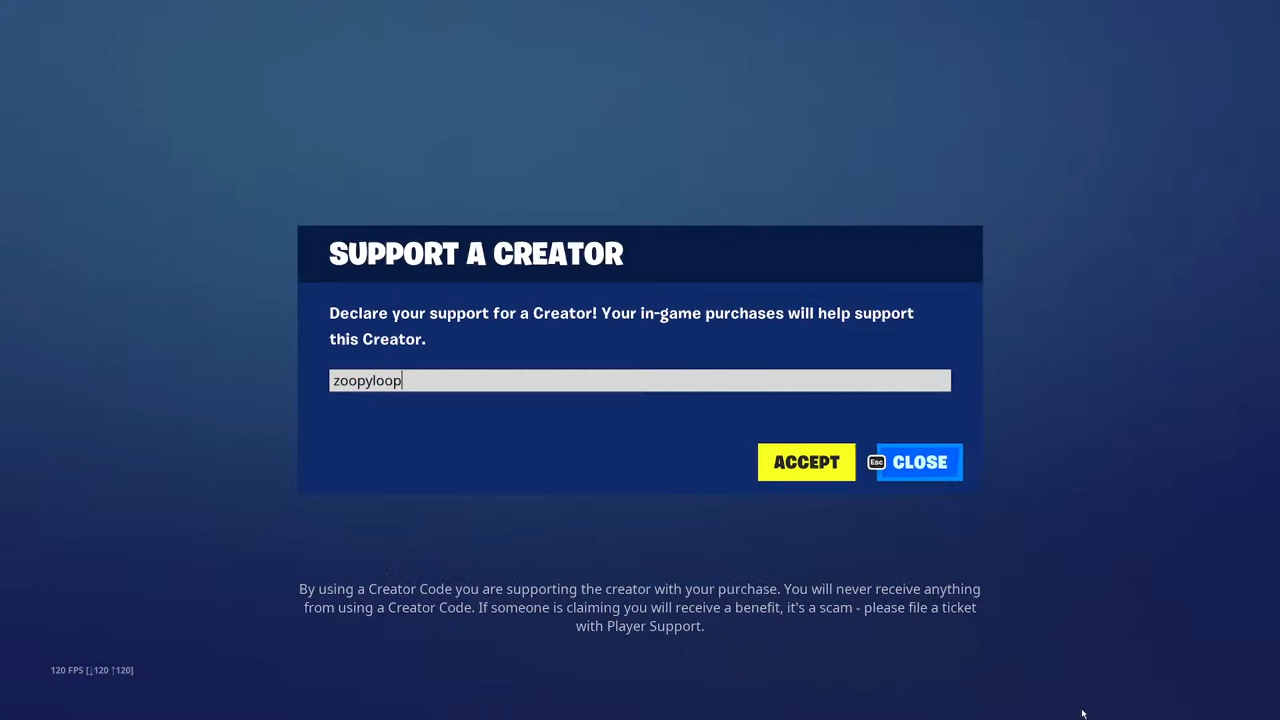 SUPPORT A CREATOR
Declare your support for a Creator! Your in-game purchases will help support
this Creator.
zoopyloop
ACCEPT
Esc CLOSE
By using a Creator Code you are supporting the creator with your purchase. You will never receive anything
from using a Creator Code. If someone is claiming you will receive a benefit, it's a scam - please file a ticket
with Player Support.
120 FPS [↓120 ↑120]